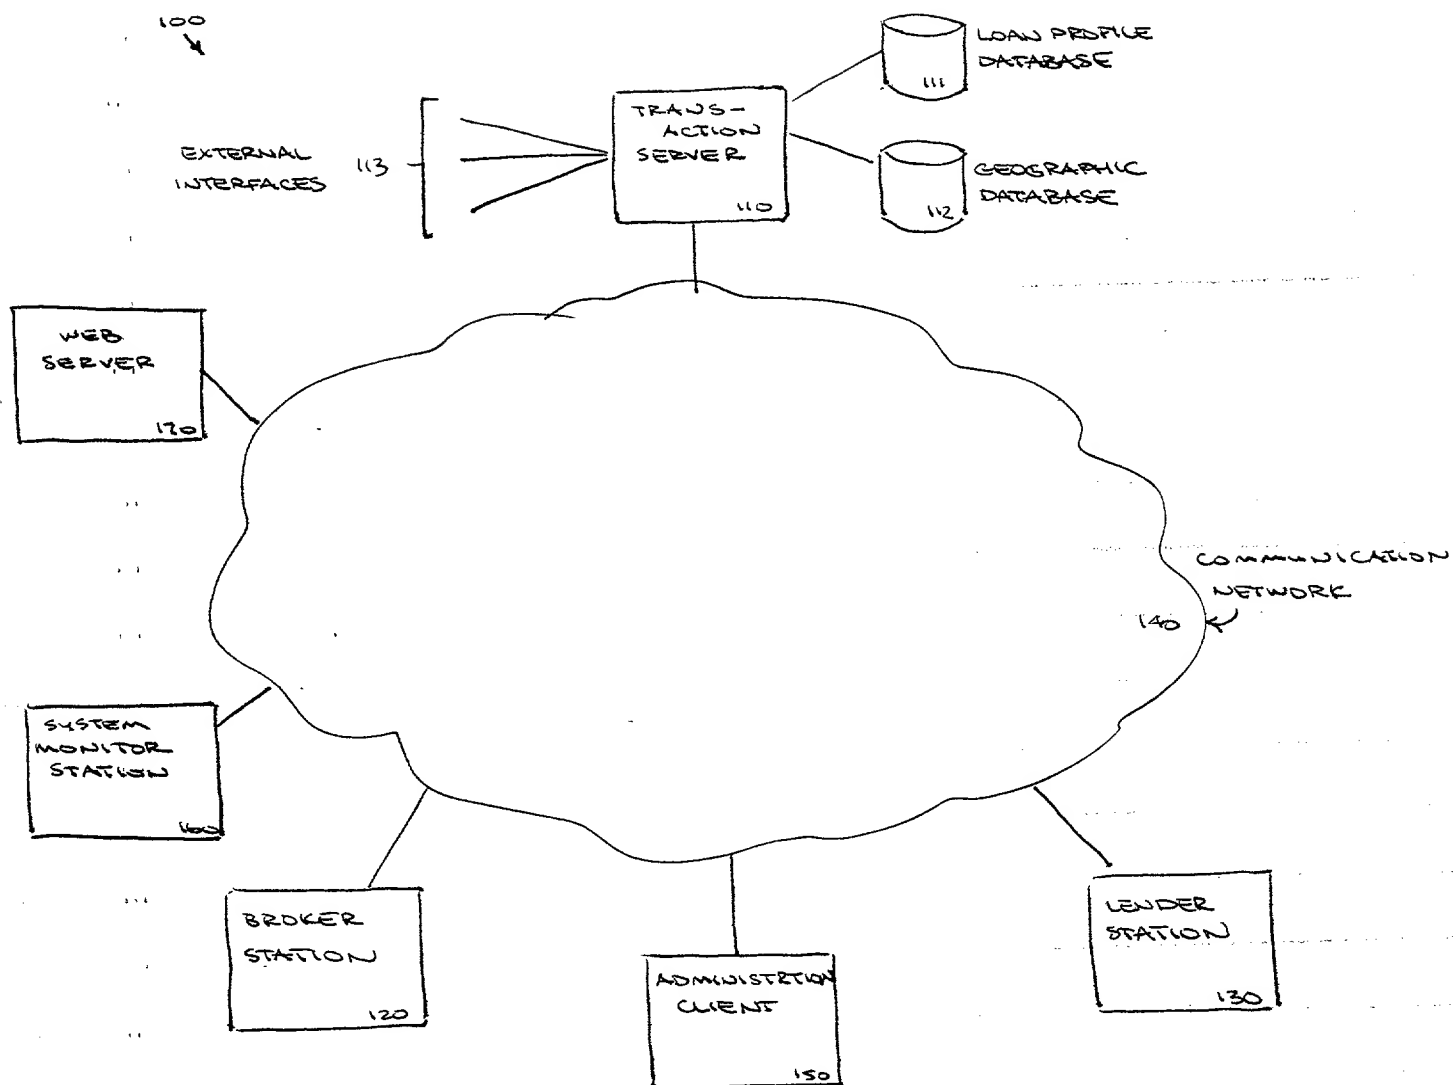 100
LOAN PROFILE
DATABASE
111
TRANS-
ACTION
SERVER
110
EXTERNAL
INTERFACES
113
GEOGRAPHIC
DATABASE
112
WEB
SERVER
170
COMMUNICATION
NETWORK
140
SYSTEM
MONITOR
STATION
160
BROKER
STATION
120
ADMINISTRTION
CLIENT
150
LENDER
STATION
130